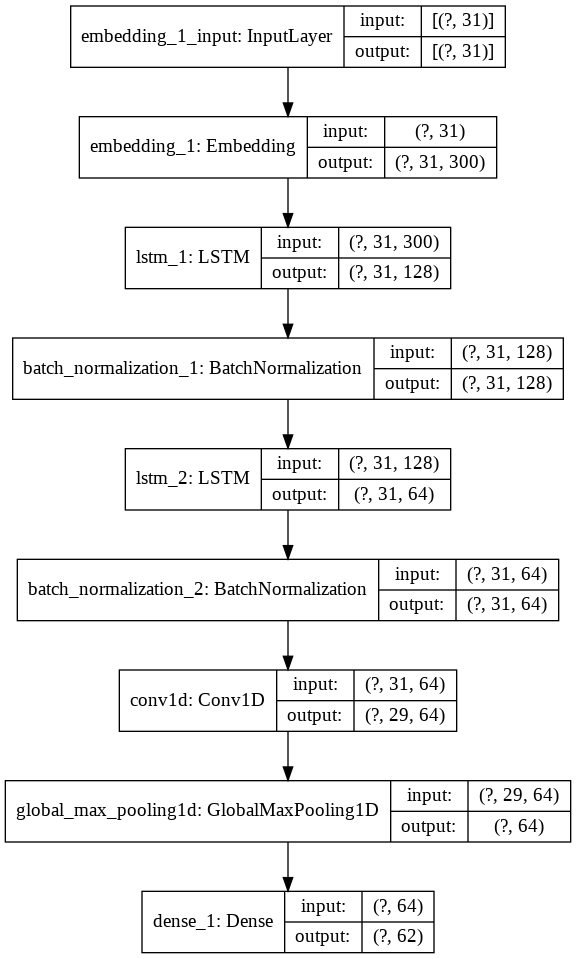 embedding_1_input: InputLayer
input: [(?, 31)]
output: [(?, 31)]
embedding_1: Embedding
input: (?, 31)
output: (?, 31, 300)
lstm_1: LSTM
input: (?, 31, 300)
output: (?, 31, 128)
batch_normalization_1: BatchNormalization
input: (?, 31, 128)
output: (?, 31, 128)
lstm_2: LSTM
input: (?, 31, 128)
output: (?, 31, 64)
batch_normalization_2: BatchNormalization
input: (?, 31, 64)
output: (?, 31, 64)
conv1d: Conv1D
input: (?, 31, 64)
output: (?, 29, 64)
global_max_pooling1d: GlobalMaxPooling1D
input: (?, 29, 64)
output: (?, 64)
dense_1: Dense
input: (?, 64)
output: (?, 62)